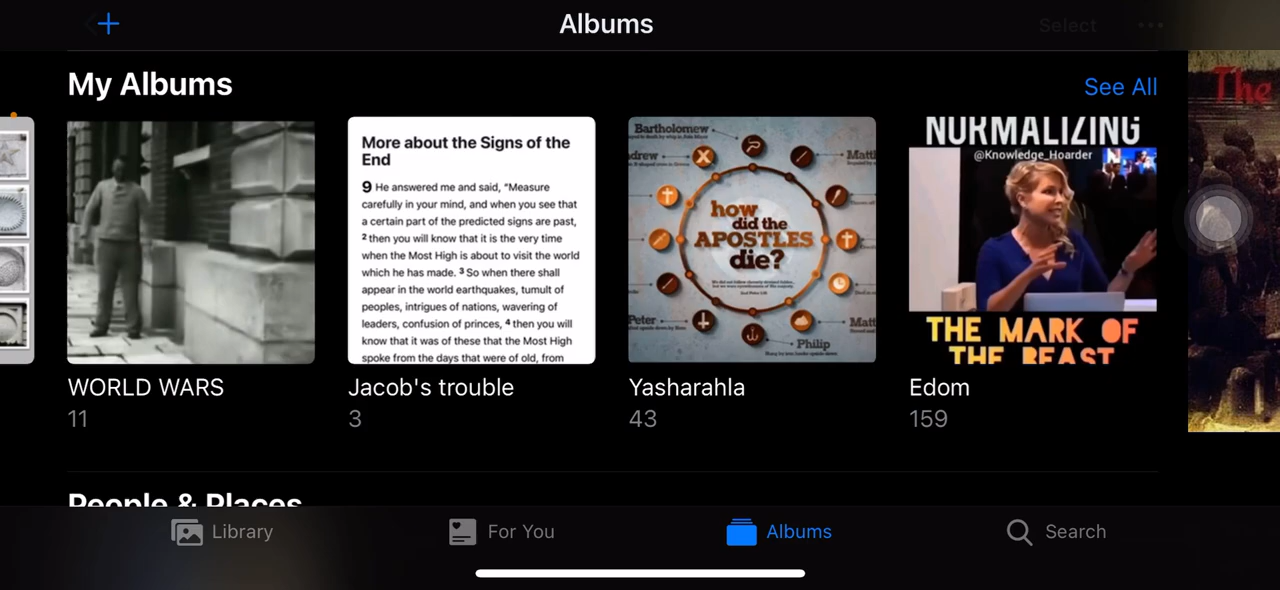 Albums
Select
My Albums
See All
The
More about the Signs of the
End
9 He answered me and said, “Measure
carefully in your mind, and when you see that
a certain part of the predicted signs are past,
2 then you will know that it is the very time
when the Most High is about to visit the world
which he has made. 3 So when there shall
appear in the world earthquakes, tumult of
peoples, intrigues of nations, wavering of
leaders, confusion of princes, 4 then you will
know that it was of these that the Most High
spoke from the days that were of old, from
Bartholomew
drew
Matt
how
did the
APOSTLES
die?
Peter
Matt
Philip
NORMALIZING
@Knowledge_Hoarder
THE MARK OF
THE BEAST
WORLD WARS
11
Jacob's trouble
3
Yasharahla
43
Edom
159
People & Places
Library
For You
Albums
Search